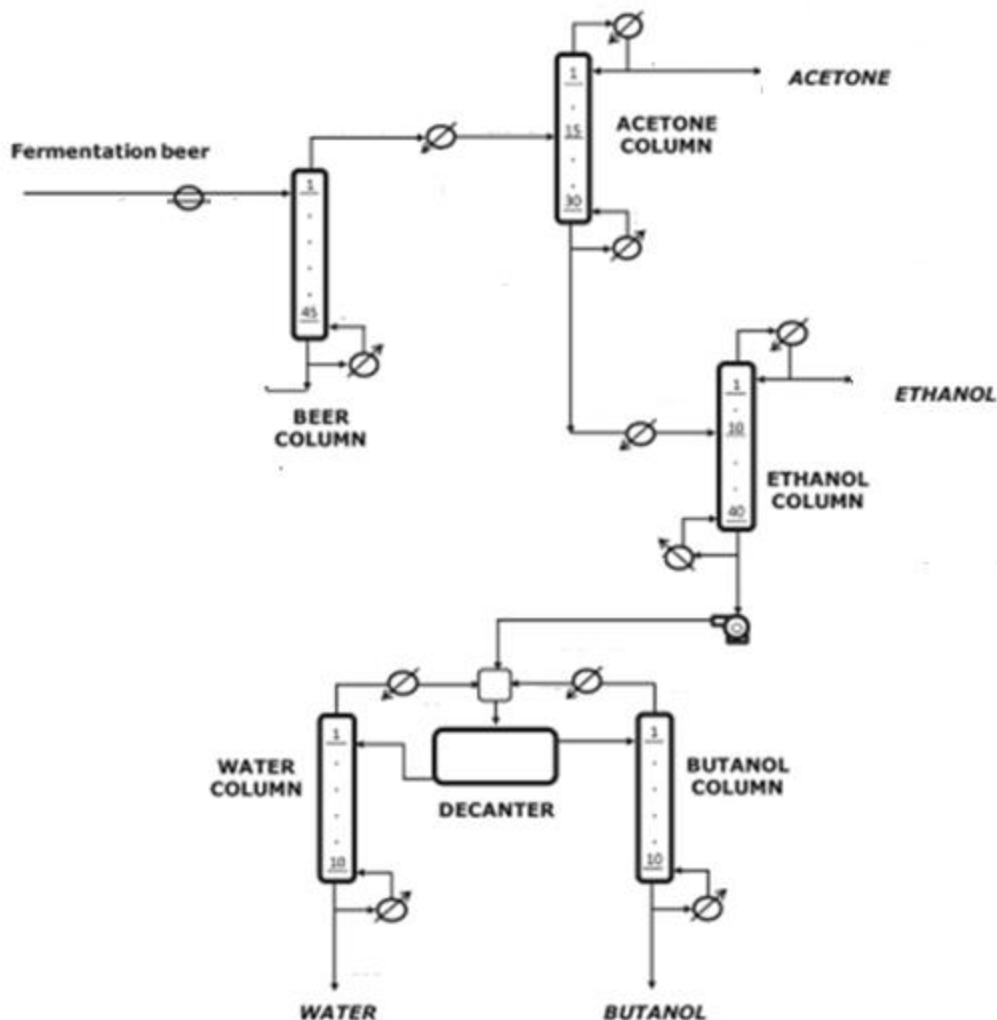 ACETONE
1
15
30
ACETONE
COLUMN
Fermentation beer
1
45
BEER
COLUMN
ETHANOL
1
10
40
ETHANOL
COLUMN
WATER
COLUMN
1
10
DECANTER
1
10
BUTANOL
COLUMN
WATER
BUTANOL